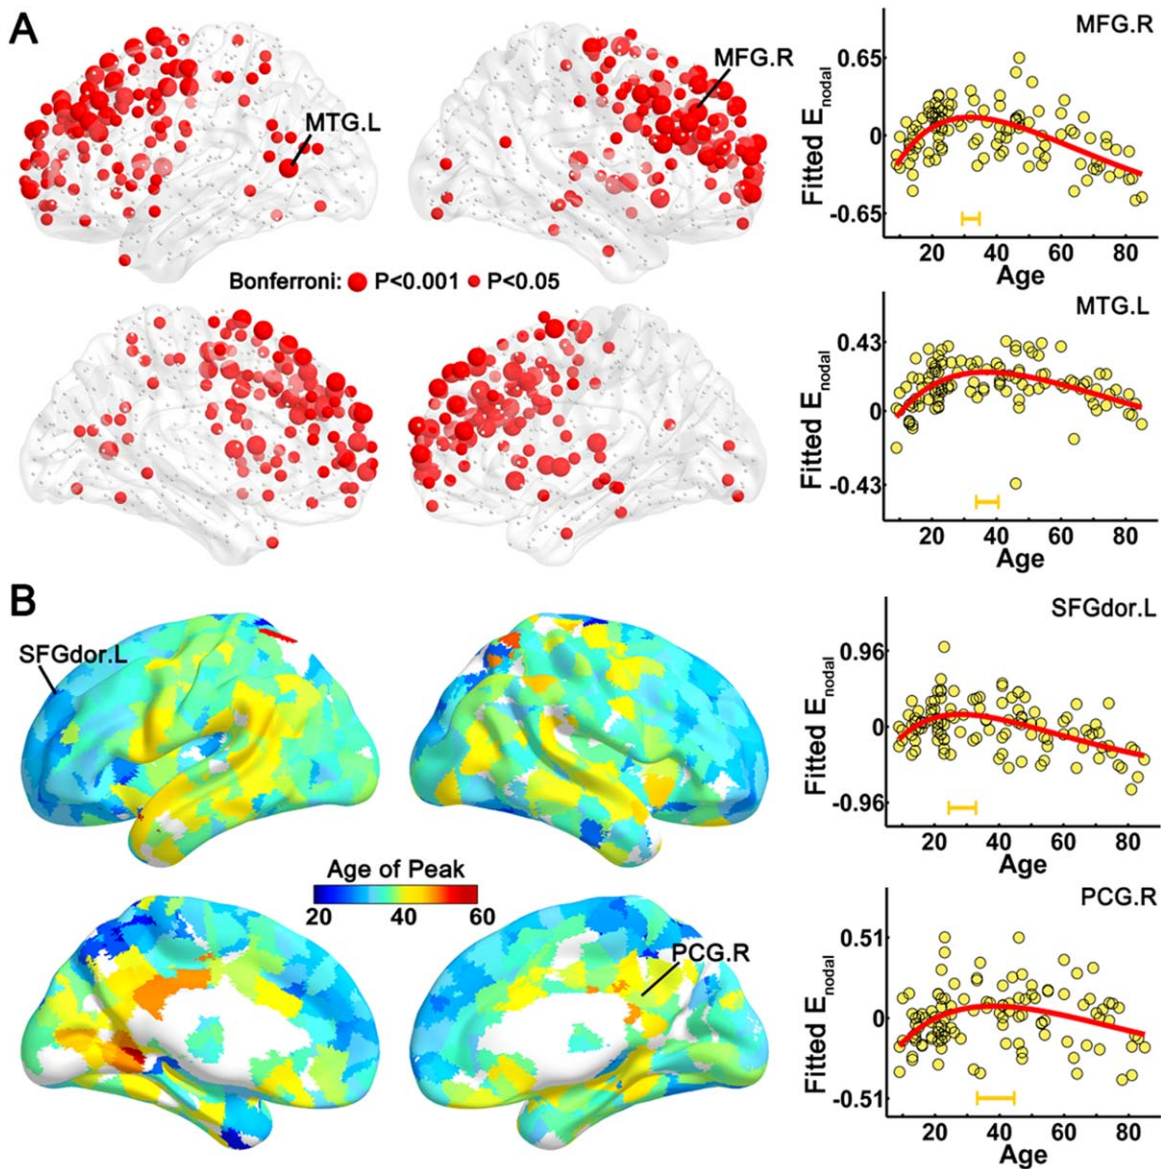 A
MTG.L
MFG.R
Bonferroni: P<0.001 P<0.05
MFG.R
Fitted E_nodal
0.65
0
-0.65
20 40 60 80
Age
MTG.L
Fitted E_nodal
0.43
0
-0.43
20 40 60 80
Age
B
SFGdor.L
Age of Peak
20 40 60
PCG.R
SFGdor.L
Fitted E_nodal
0.96
0
-0.96
20 40 60 80
Age
PCG.R
Fitted E_nodal
0.51
0
-0.51
20 40 60 80
Age